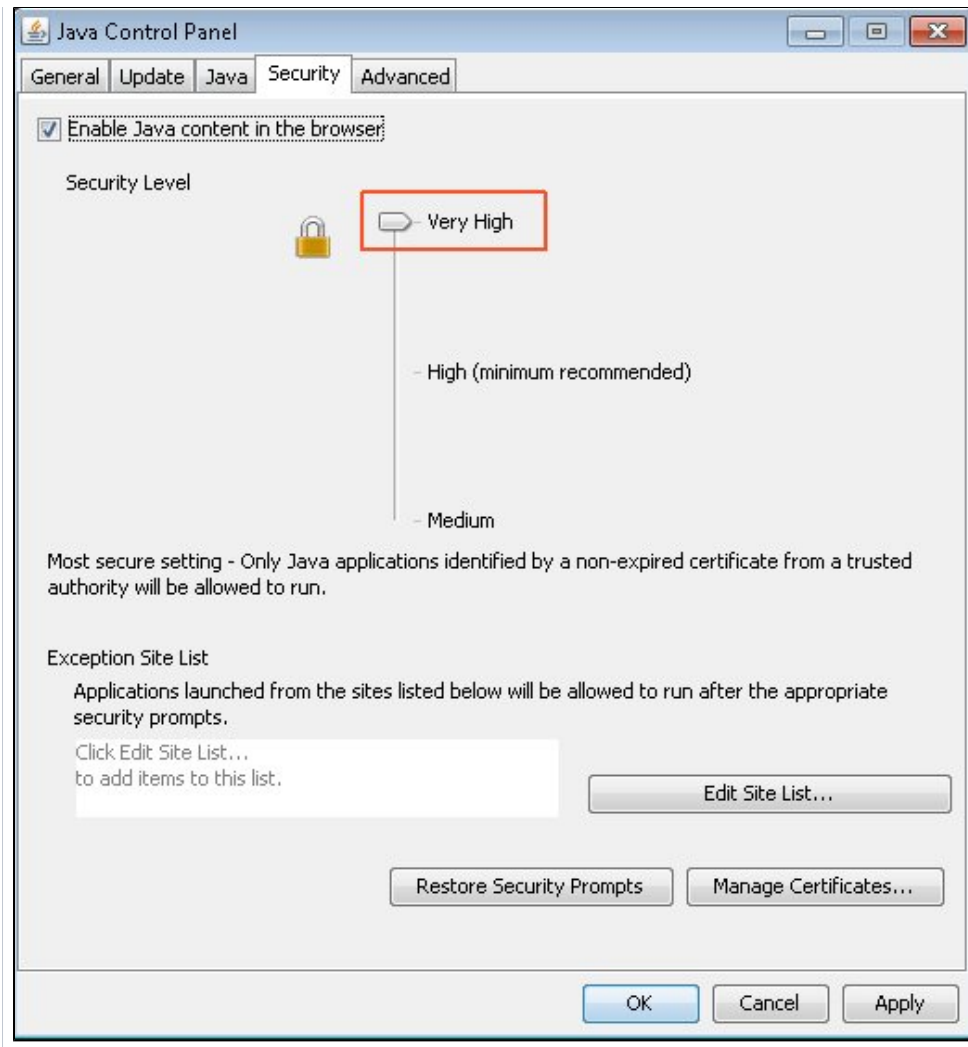 Java Control Panel
General Update Java Security Advanced
Enable Java content in the browser
Security Level
Very High
High (minimum recommended)
Medium
Most secure setting - Only Java applications identified by a non-expired certificate from a trusted
authority will be allowed to run.
Exception Site List
Applications launched from the sites listed below will be allowed to run after the appropriate
security prompts.
Click Edit Site List...
to add items to this list.
Edit Site List...
Restore Security Prompts Manage Certificates...
OK Cancel Apply